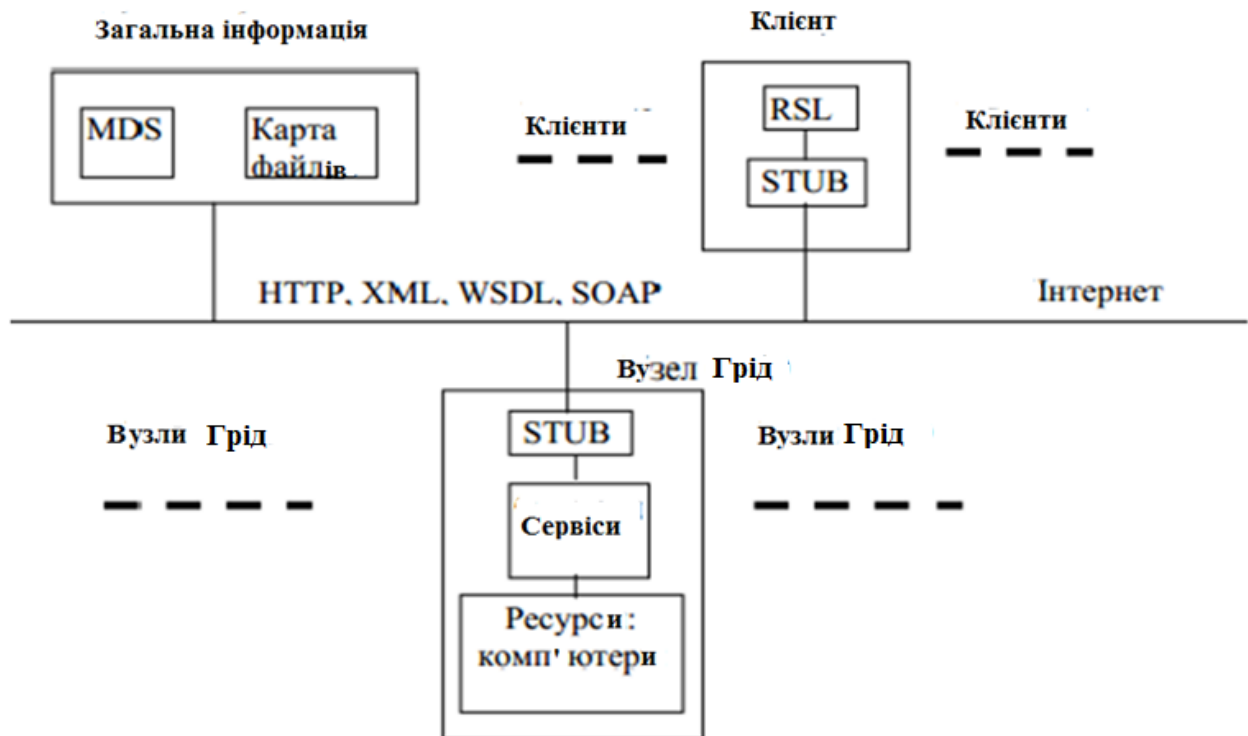 Загальна інформація
Клієнт
MDS
Карта
файлів
Клієнти
RSL
STUB
Клієнти
HTTP, XML, WSDL, SOAP
Інтернет
Вузел Грід
Вузли Грід
STUB
Вузли Грід
Сервіси
Ресурси:
комп'ютери